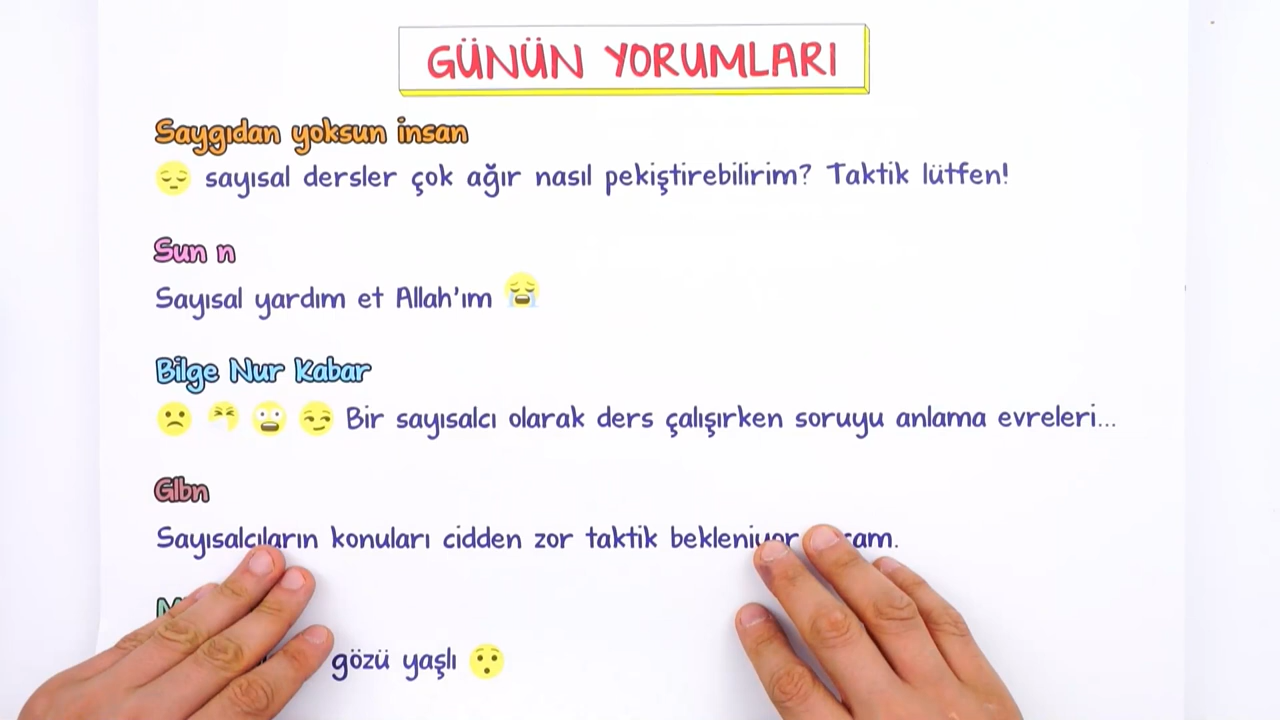 GÜNÜN YORUMLARI
Saygıdan yoksun insan
😔 sayısal dersler çok ağır nasıl pekiştirebilirim? Taktik lütfen!
Sun n
Sayısal yardım et Allah'ım 😭
Bilge Nur Kabar
🙁 🤧 😨 😏 Bir sayısalcı olarak ders çalışırken soruyu anlama evreleri...
Glbn
Sayısalcıların konuları cidden zor taktik bekleniyor
gözü yaşlı 😯